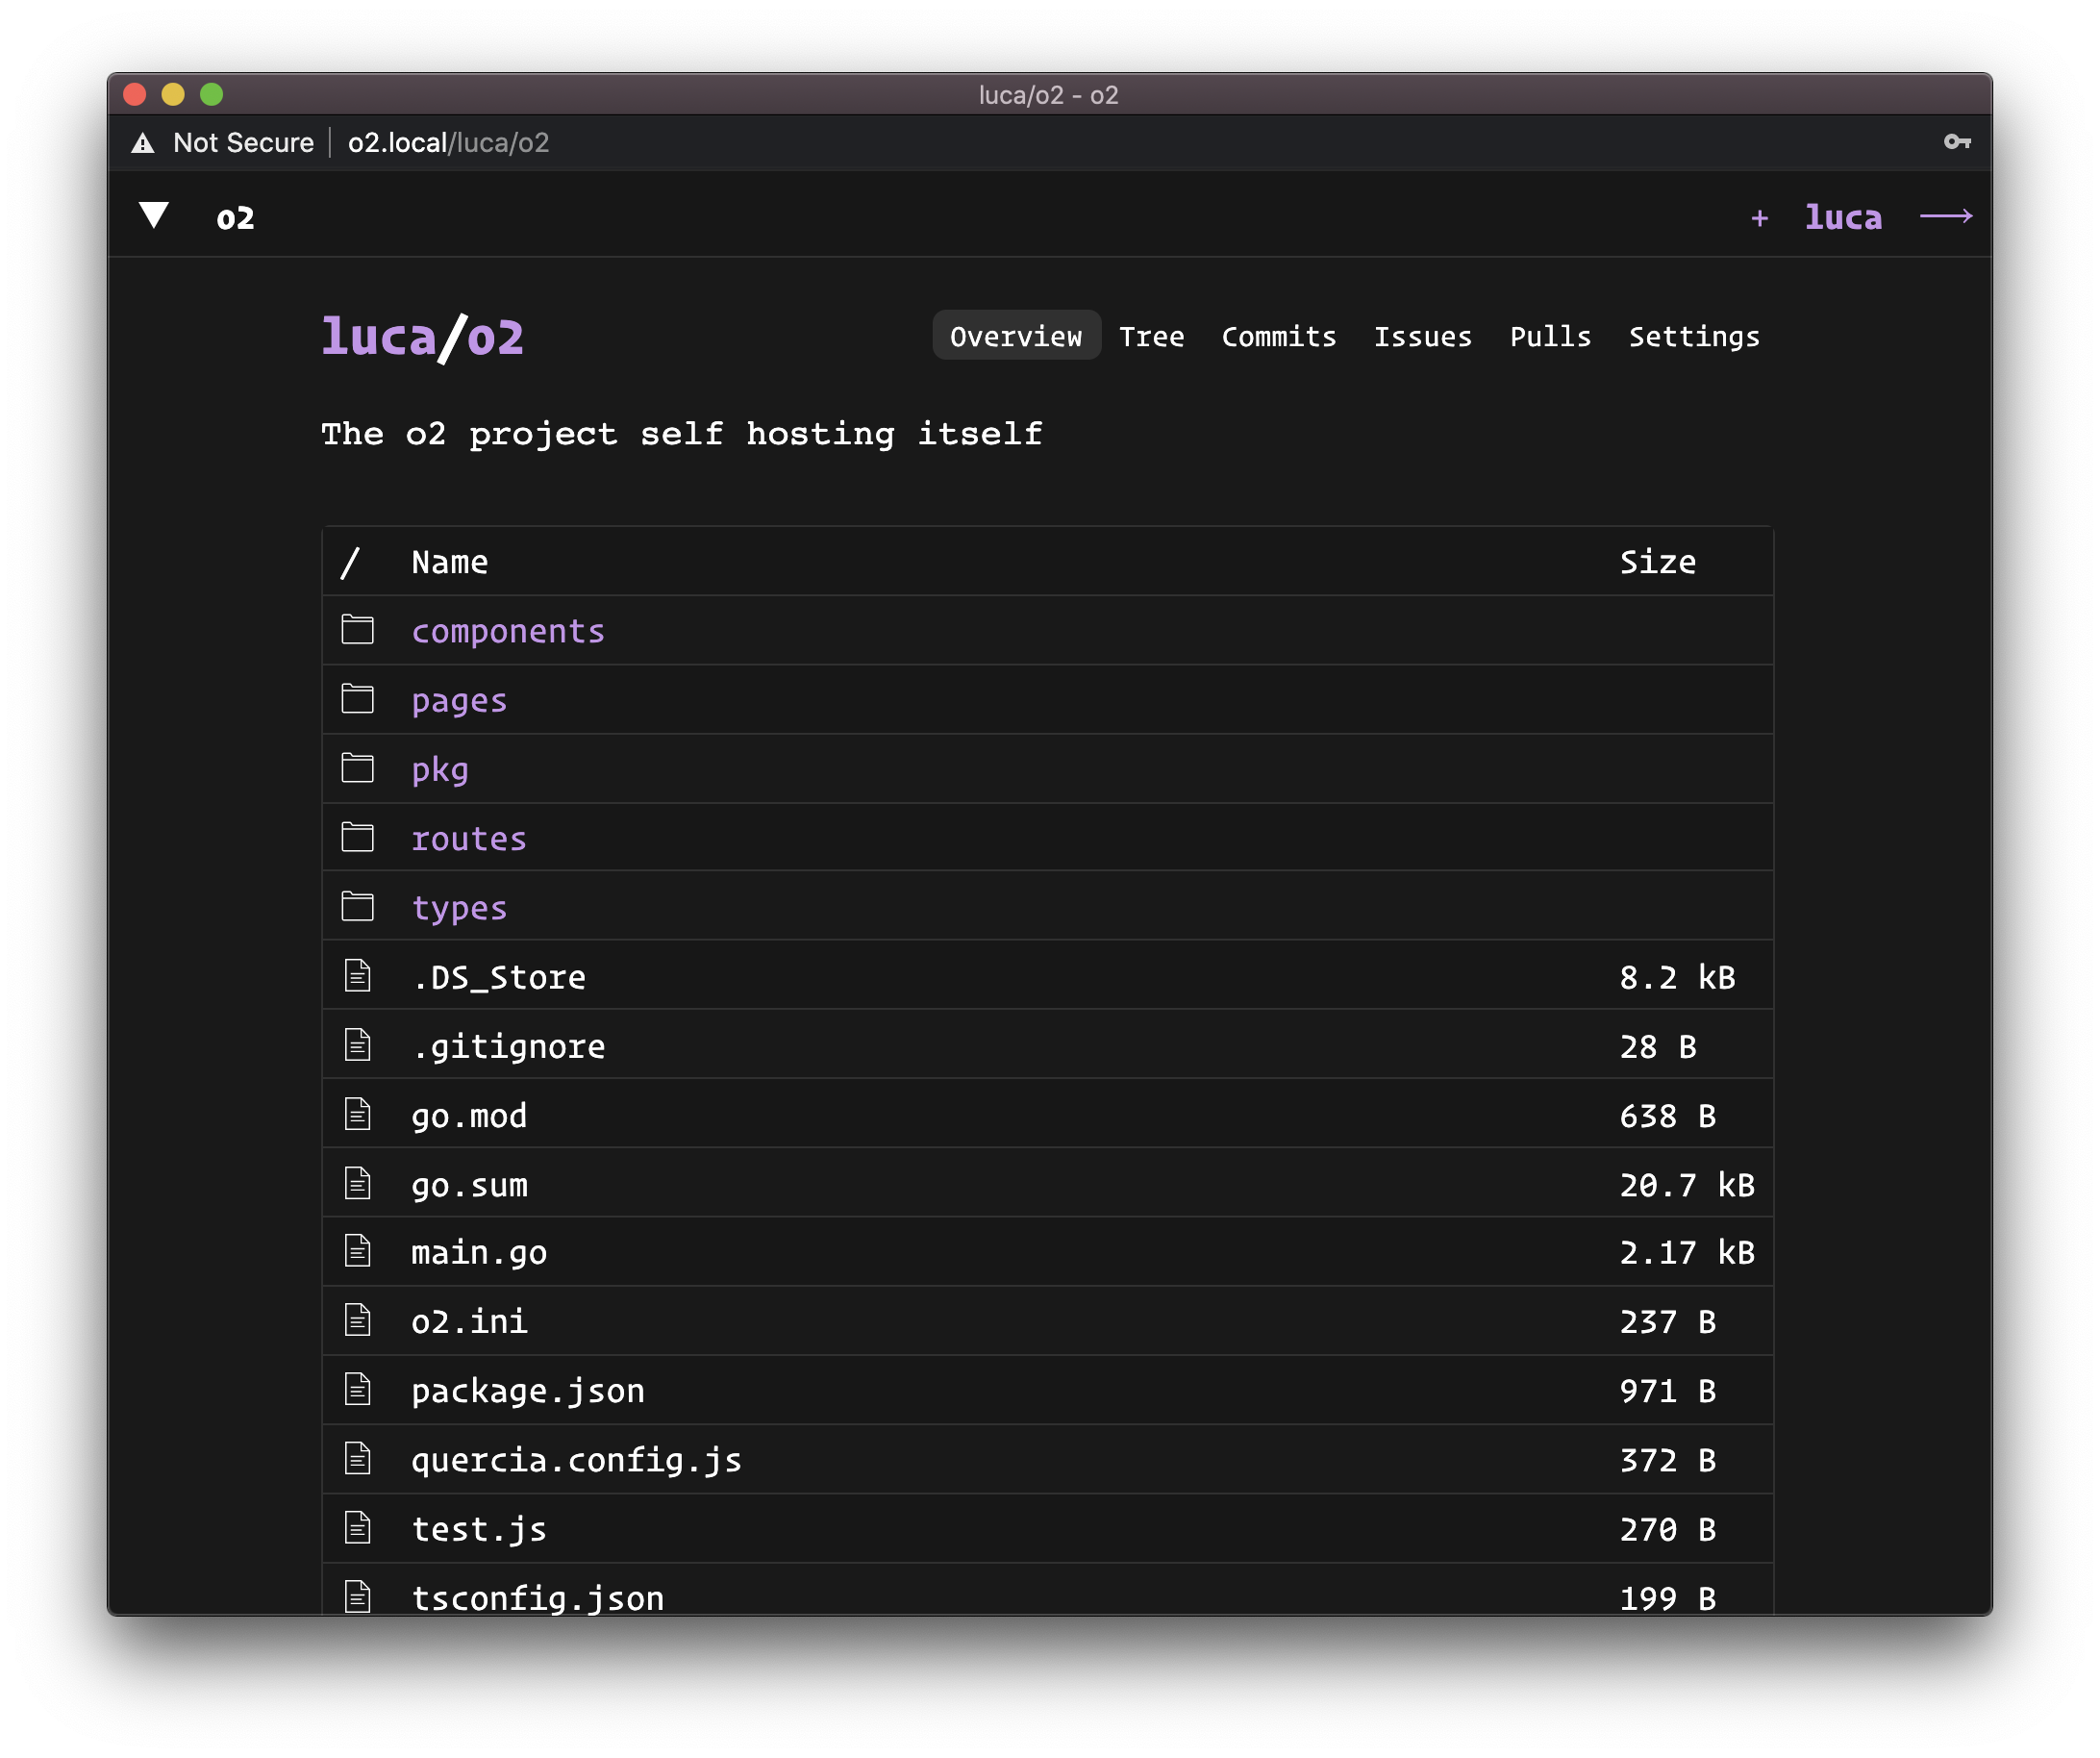 luca/o2 - o2
Not Secure | o2.local/luca/o2
o2 + luca ⟶
luca/o2 Overview Tree Commits Issues Pulls Settings
The o2 project self hosting itself
/ Name Size
components
pages
pkg
routes
types
.DS_Store 8.2 kB
.gitignore 28 B
go.mod 638 B
go.sum 20.7 kB
main.go 2.17 kB
o2.ini 237 B
package.json 971 B
quercia.config.js 372 B
test.js 270 B
tsconfig.json 199 B